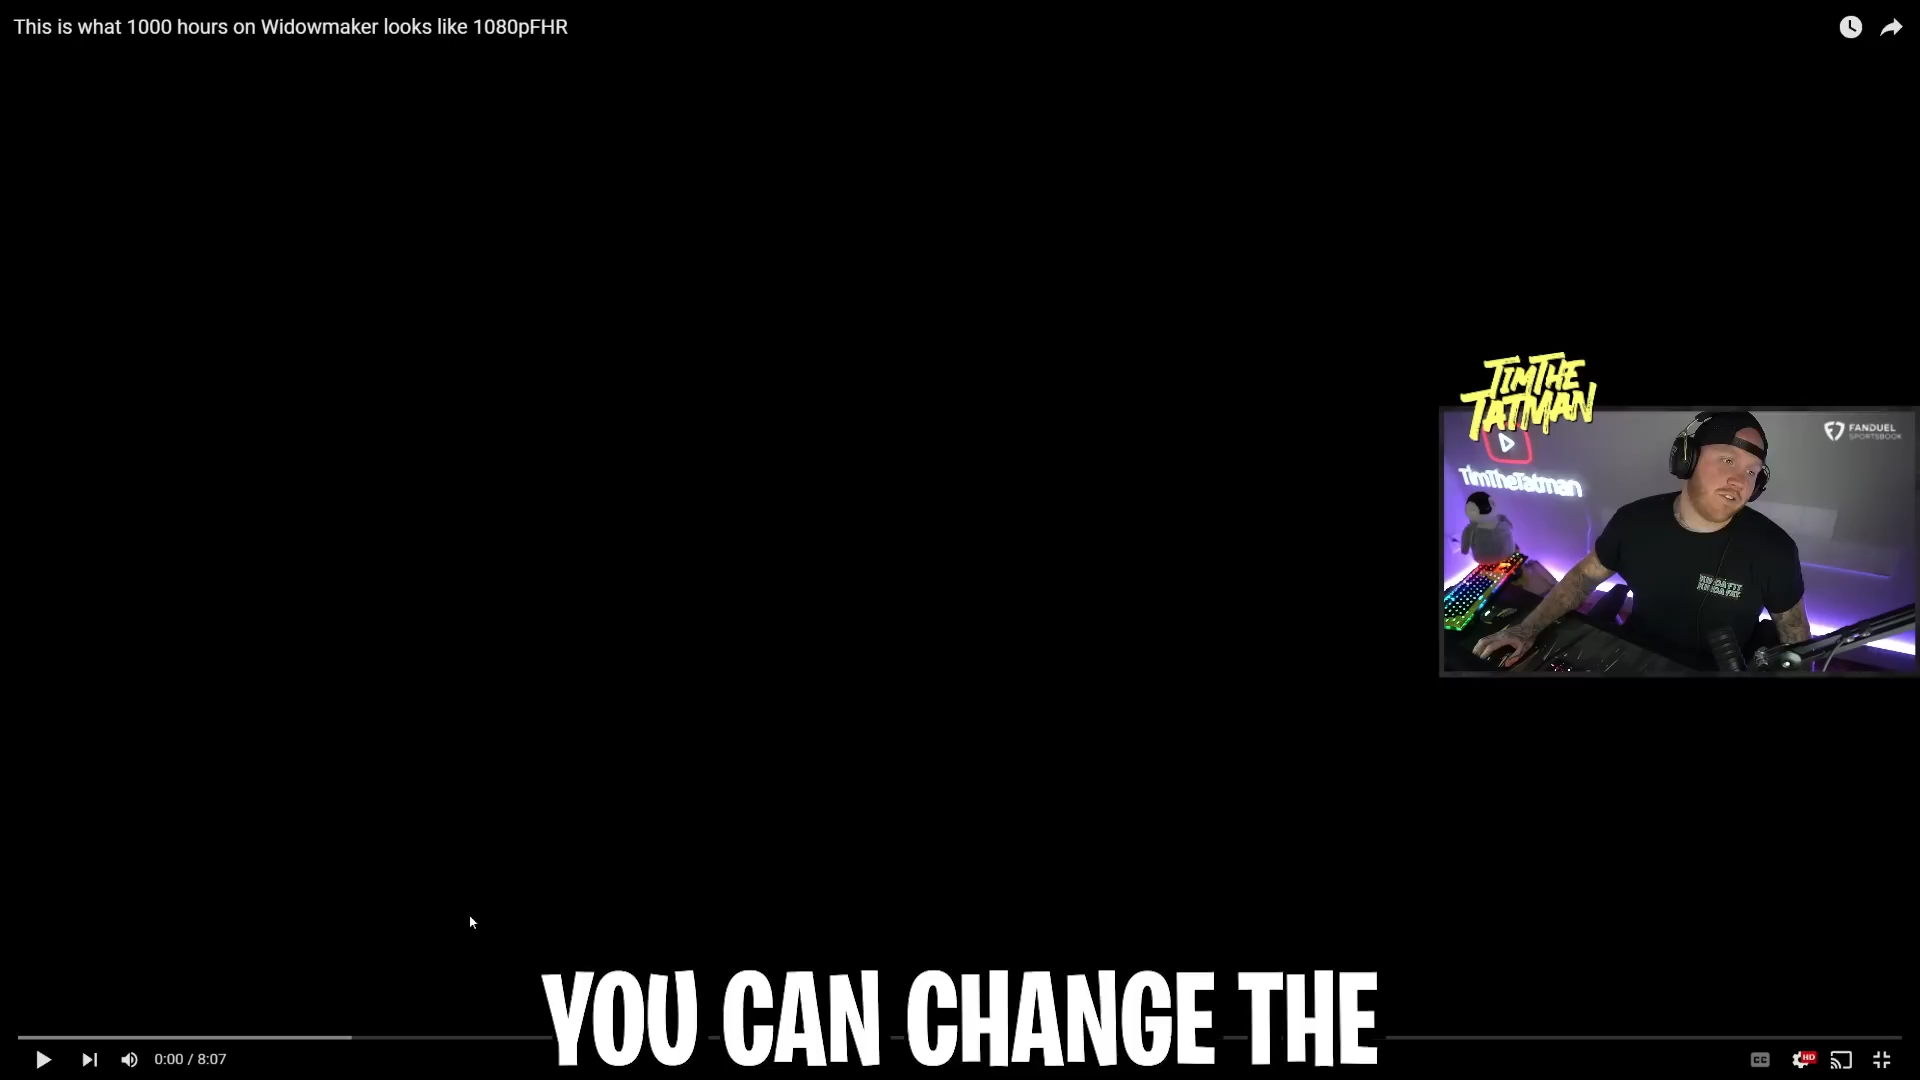 This is what 1000 hours on Widowmaker looks like 1080pFHR
TIMTHE
TATMAN
FANDUEL
SPORTSBOOK
TimTheTatman
YOU CAN CHANGE THE
0:00 / 8:07
CC
HD